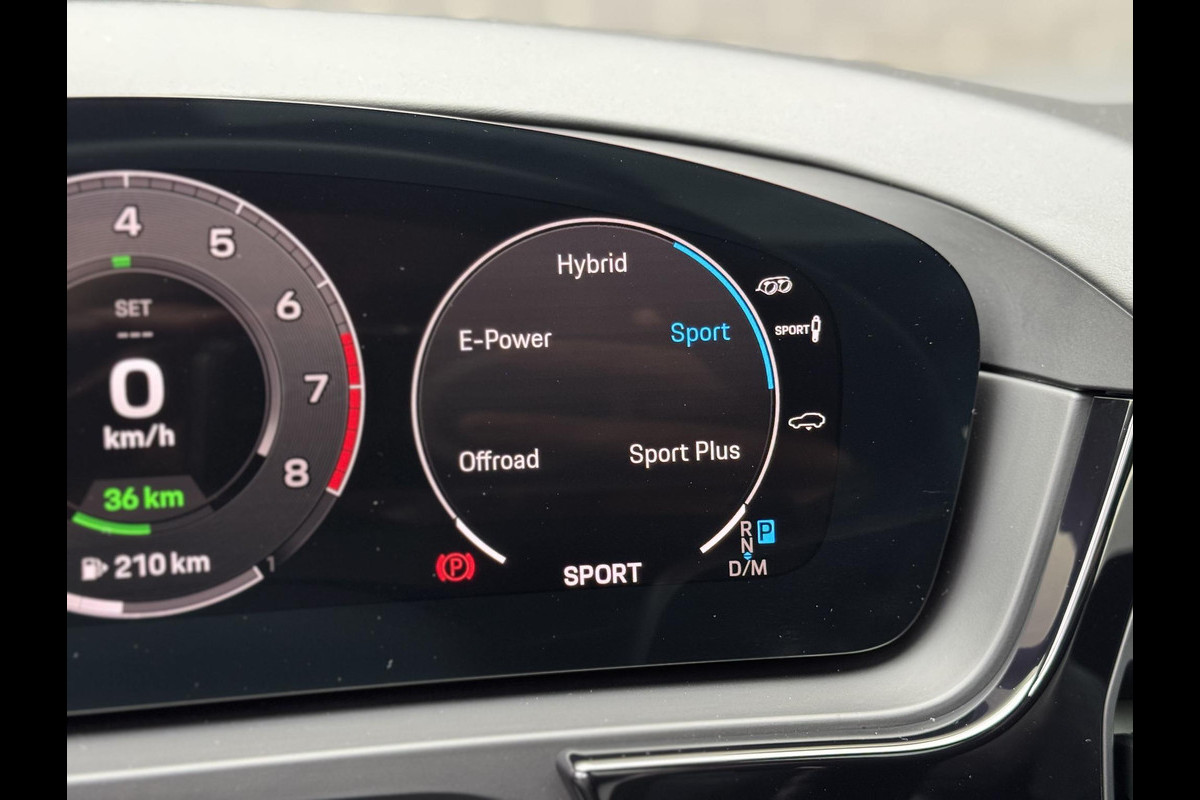 4
5
6
7
8
1
SET
---
0
km/h
36 km
210 km
Hybrid
E-Power
Sport
Offroad
Sport Plus
SPORT
SPORT
P
R
N
P
D/M